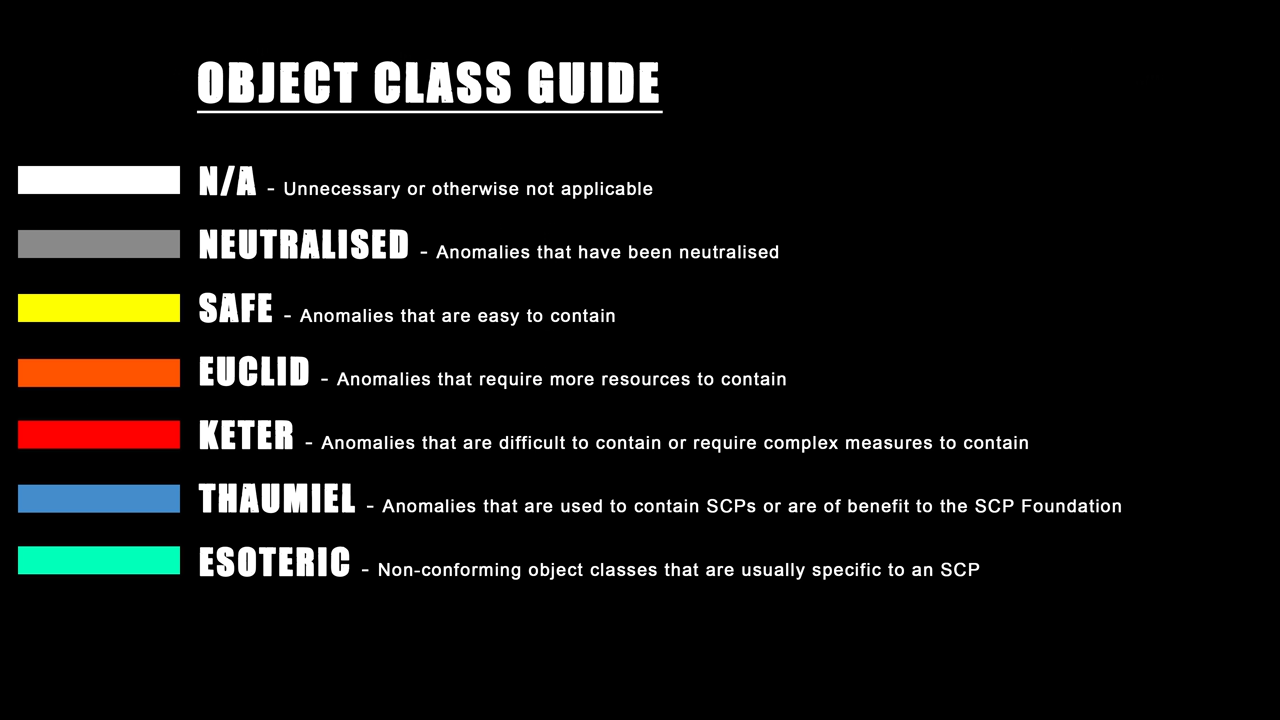 OBJECT CLASS GUIDE
N/A - Unnecessary or otherwise not applicable
NEUTRALISED - Anomalies that have been neutralised
SAFE - Anomalies that are easy to contain
EUCLID - Anomalies that require more resources to contain
KETER - Anomalies that are difficult to contain or require complex measures to contain
THAUMIEL - Anomalies that are used to contain SCPs or are of benefit to the SCP Foundation
ESOTERIC - Non-conforming object classes that are usually specific to an SCP